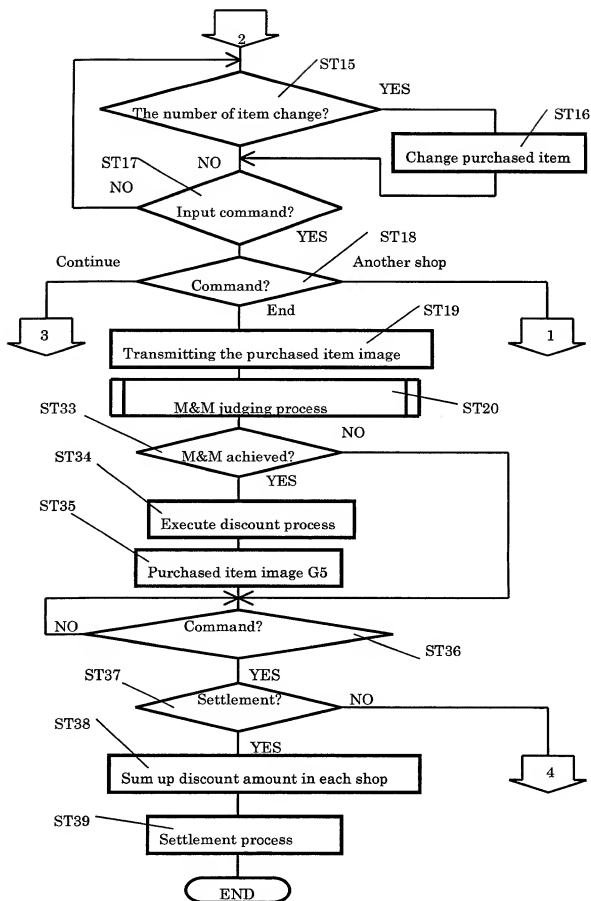 2
ST15
YES
The number of item change?
ST16
Change purchased item
ST17
NO
NO
Input command?
YES
ST18
Continue
Another shop
Command?
End
ST19
3
1
Transmitting the purchased item image
M&M judging process
ST20
ST33
NO
M&M achieved?
ST34
YES
Execute discount process
ST35
Purchased item image G5
Command?
NO
ST36
YES
ST37
Settlement?
NO
ST38
YES
Sum up discount amount in each shop
4
ST39
Settlement process
END